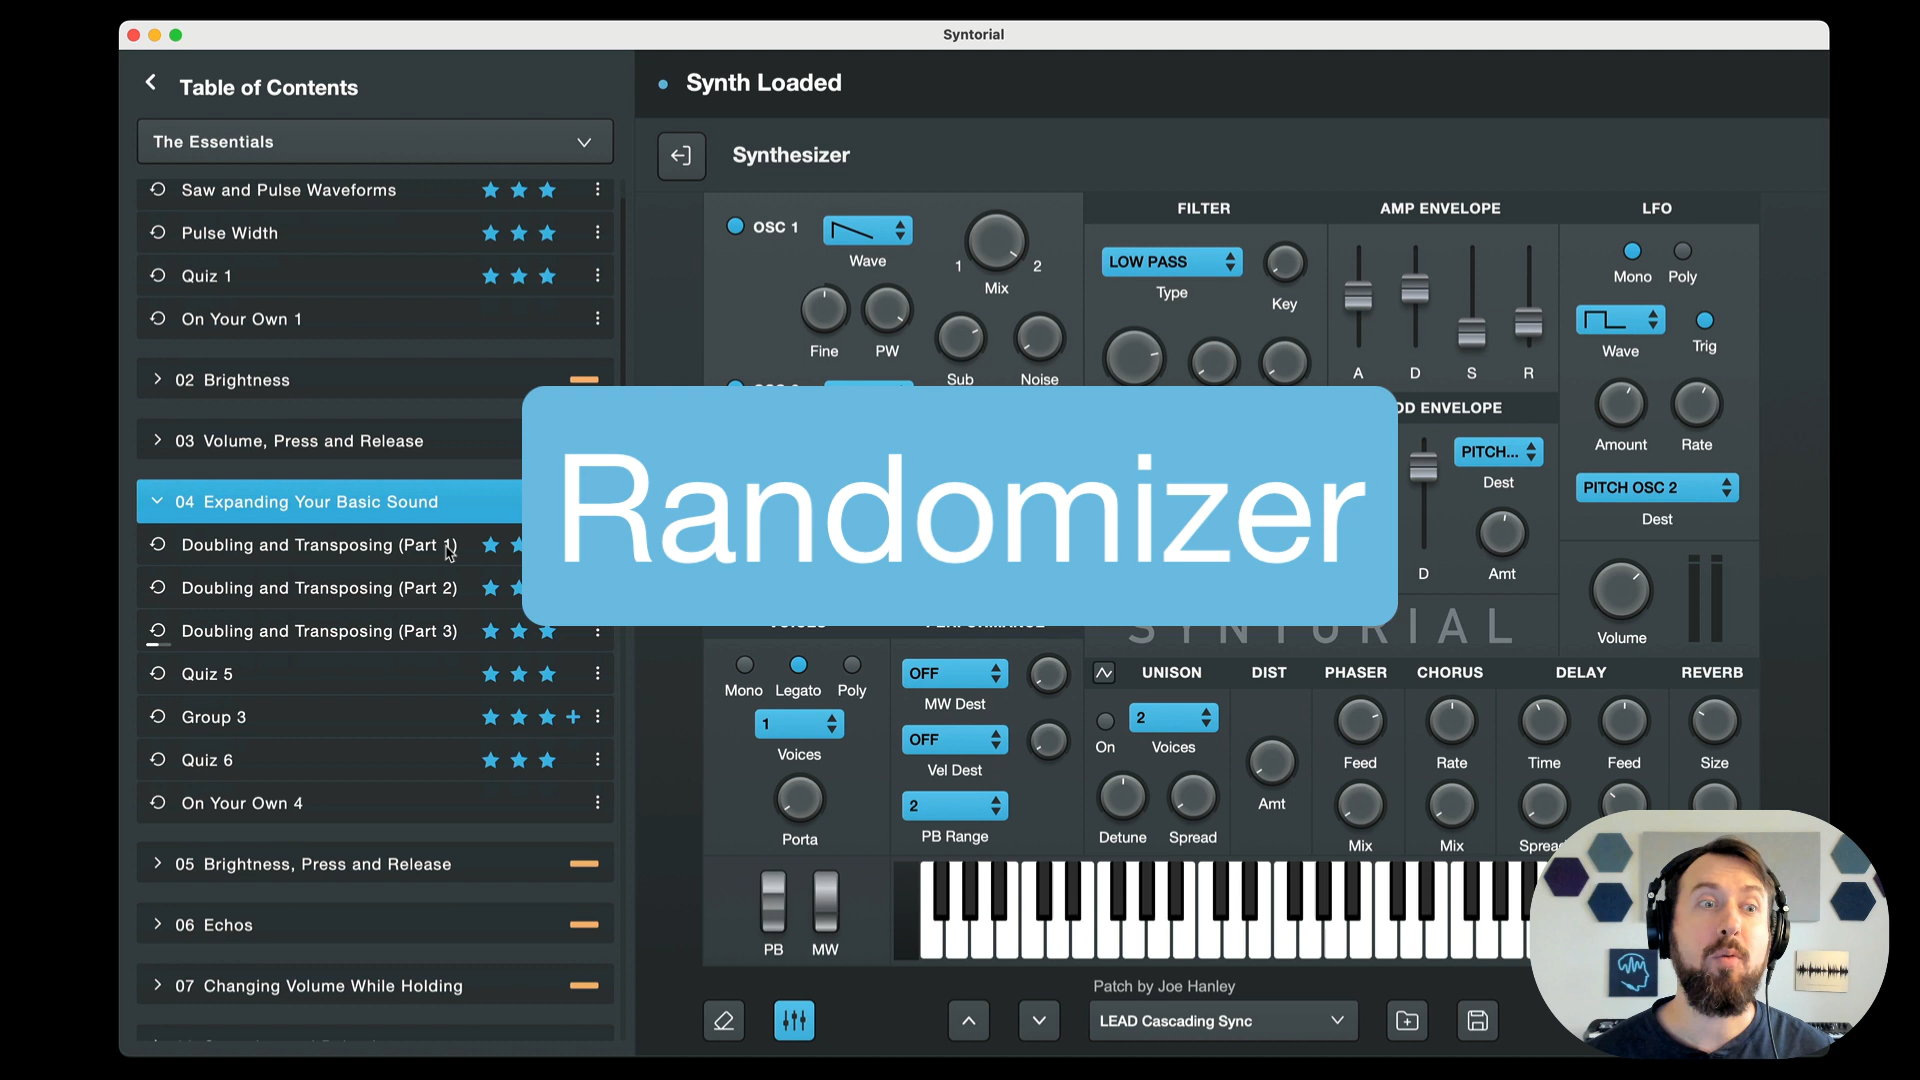 Syntorial
Table of Contents
The Essentials
Saw and Pulse Waveforms
Pulse Width
Quiz 1
On Your Own 1
02 Brightness
03 Volume, Press and Release
04 Expanding Your Basic Sound
Doubling and Transposing (Part 1)
Doubling and Transposing (Part 2)
Doubling and Transposing (Part 3)
Quiz 5
Group 3
Quiz 6
On Your Own 4
05 Brightness, Press and Release
06 Echos
07 Changing Volume While Holding
Synth Loaded
Synthesizer
OSC 1
Wave
1 2
Mix
Fine PW
Sub Noise
FILTER
LOW PASS
Type
Key
AMP ENVELOPE
A D S R
LFO
Mono Poly
Wave Trig
Amount Rate
PITCH OSC 2
Dest
Volume
ENVELOPE
PITCH...
Dest
D Amt
Randomizer
SYNTORIAL
Mono Legato Poly
1
Voices
Porta
OFF
MW Dest
OFF
Vel Dest
2
PB Range
UNISON DIST PHASER CHORUS DELAY REVERB
2
On Voices
Feed Rate Time Feed Size
Amt
Detune Spread Mix Mix
PB MW
Patch by Joe Hanley
LEAD Cascading Sync